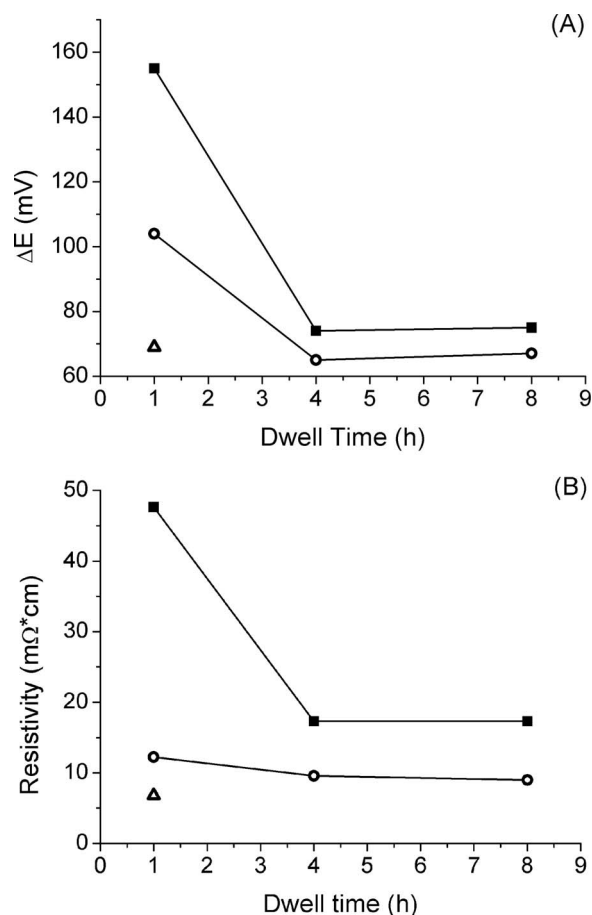 (A)
160
140
120
100
80
60
ΔE (mV)
0 1 2 3 4 5 6 7 8 9
Dwell Time (h)
(B)
50
40
30
20
10
0
Resistivity (mΩ*cm)
0 1 2 3 4 5 6 7 8 9
Dwell time (h)